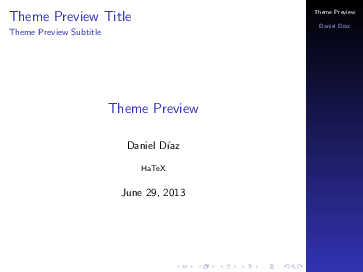 Theme Preview Title
Theme Preview Subtitle
Theme Preview
Daniel Díaz
HaTeX
June 29, 2013
Theme Preview
Daniel Díaz